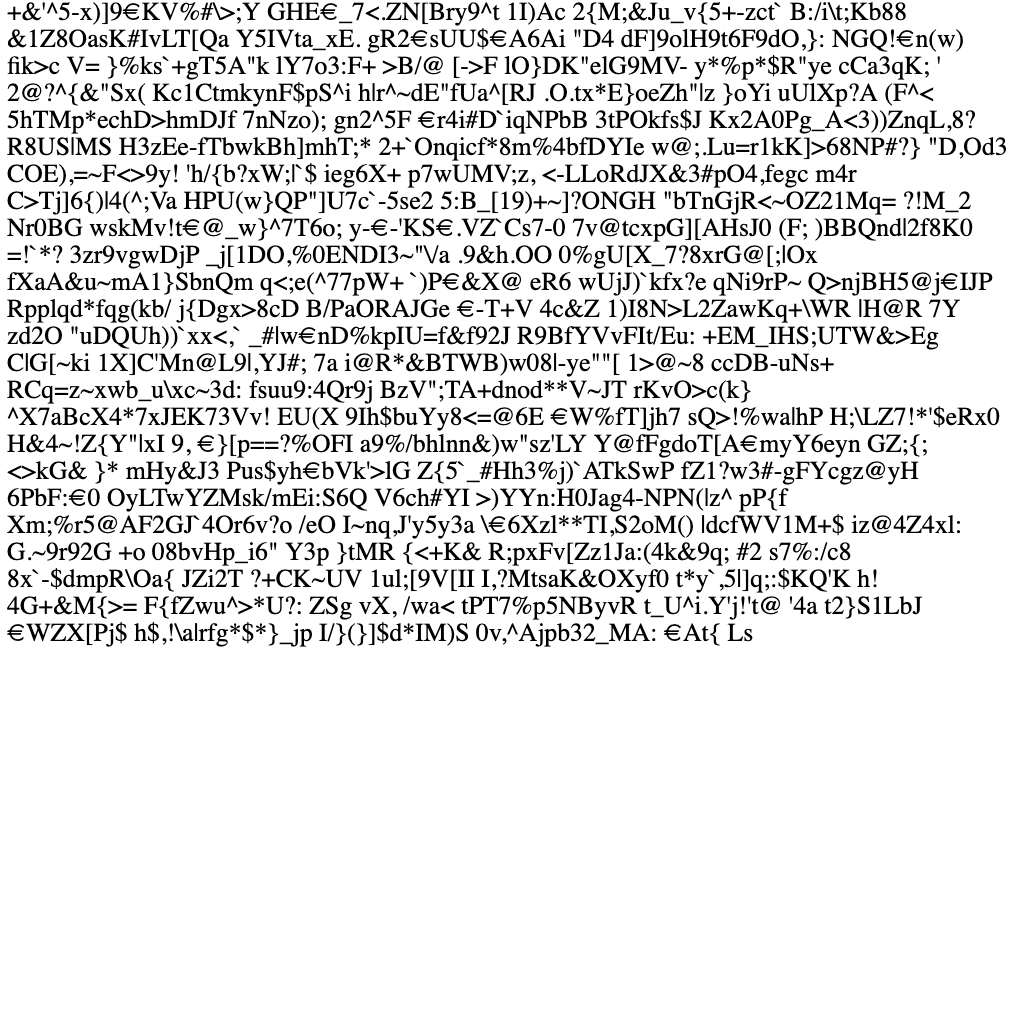 +&'^5-x)]9€KV%#\>;Y GHE€_7<.ZN[Bry9^t 1I)Ac 2{M;&Ju_v{5+-zct` B:/i\t;Kb88
&1Z8OasK#IvLT[Qa Y5IVta_xE. gR2€sUU$€A6Ai "D4 dF]9olH9t6F9dO,}: NGQ!€n(w)
fik>c V= }%ks`+gT5A"k lY7o3:F+ >B/@ [->F lO}DK"elG9MV- y*%p*$R"ye cCa3qK; '
2@?^{&"Sx( Kc1CtmkynF$pS^i h|r^~dE"fUa^[RJ .O.tx*E}oeZh"|z }oYi uUlXp?A (F^<
5hTMp*echD>hmDJf 7nNzo); gn2^5F €r4i#D`iqNPbB 3tPOkfs$J Kx2A0Pg_A<3))ZnqL,8?
R8US|MS H3zEe-fTbwkBh]mhT;* 2+`Onqicf*8m%4bfDYIe w@;.Lu=r1kK]>68NP#?} "D,Od3
COE),=~F<>9y! 'h/{b?xW;|`$ ieg6X+ p7wUMV;z, <-LLoRdJX&3#pO4,fegc m4r
C>Tj]6{)|4(^;Va HPU(w}QP"]U7c`-5se2 5:B_[19)+~]?ONGH "bTnGjR<~OZ21Mq= ?!M_2
Nr0BG wskMv!t€@_w}^7T6o; y-€-'KS€.VZ`Cs7-0 7v@tcxpG][AHsJ0 (F; )BBQnd|2f8K0
=!`*? 3zr9vgwDjP _j[1DO,%0ENDI3~"\/a .9&h.OO 0%gU[X_7?8xrG@[;|Ox
fXaA&u~mA1}SbnQm q<;e(^77pW+ `)P€&X@ eR6 wUjJ)`kfx?e qNi9rP~ Q>njBH5@j€IJP
Rpplqd*fqg(kb/ j{Dgx>8cD B/PaORAJGe €-T+V 4c&Z 1)I8N>L2ZawKq+\WR |H@R 7Y
zd2O "uDQUh))`xx<,` _#|w€nD%kpIU=f&f92J R9BfYVvFIt/Eu: +EM_IHS;UTW&>Eg
C|G[~ki 1X]C'Mn@L9|,YJ#; 7a i@R*&BTWB)w08|-ye""[ 1>@~8 ccDB-uNs+
RCq=z~xwb_u\xc~3d: fsuu9:4Qr9j BzV";TA+dnod**V~JT rKvO>c(k}
^X7aBcX4*7xJEK73Vv! EU(X 9Ih$buYy8<=@6E €W%fT]jh7 sQ>!%wa|hP H;\LZ7!*'$eRx0
H&4~!Z{Y"|xI 9, €}[p==?%OFI a9%/bhlnn&)w"sz'LY Y@fFgdoT[A€myY6eyn GZ;{;
<>kG& }* mHy&J3 Pus$yh€bVk'>lG Z{5`_#Hh3%j)`ATkSwP fZ1?w3#-gFYcgz@yH
6PbF:€0 OyLTwYZMsk/mEi:S6Q V6ch#YI >)YYn:H0Jag4-NPN(|z^ pP{f
Xm;%r5@AF2GJ`4Or6v?o /eO I~nq,J'y5y3a \€6Xzl**TI,S2oM() |dcfWV1M+$ iz@4Z4xl:
G.~9r92G +o 08bvHp_i6" Y3p }tMR {<+K& R;pxFv[Zz1Ja:(4k&9q; #2 s7%:/c8
8x`-$dmpR\Oa{ JZi2T ?+CK~UV 1ul;[9V[II I,?MtsaK&OXyf0 t*y`,5|]q;:$KQ'K h!
4G+&M{>= F{fZwu^>*U?: ZSg vX, /wa< tPT7%p5NByvR t_U^i.Y'j!'t@ '4a t2}S1LbJ
€WZX[Pj$ h$,!\a|rfg*$*}_jp I/}(}]$d*IM)S 0v,^Ajpb32_MA: €At{ Ls